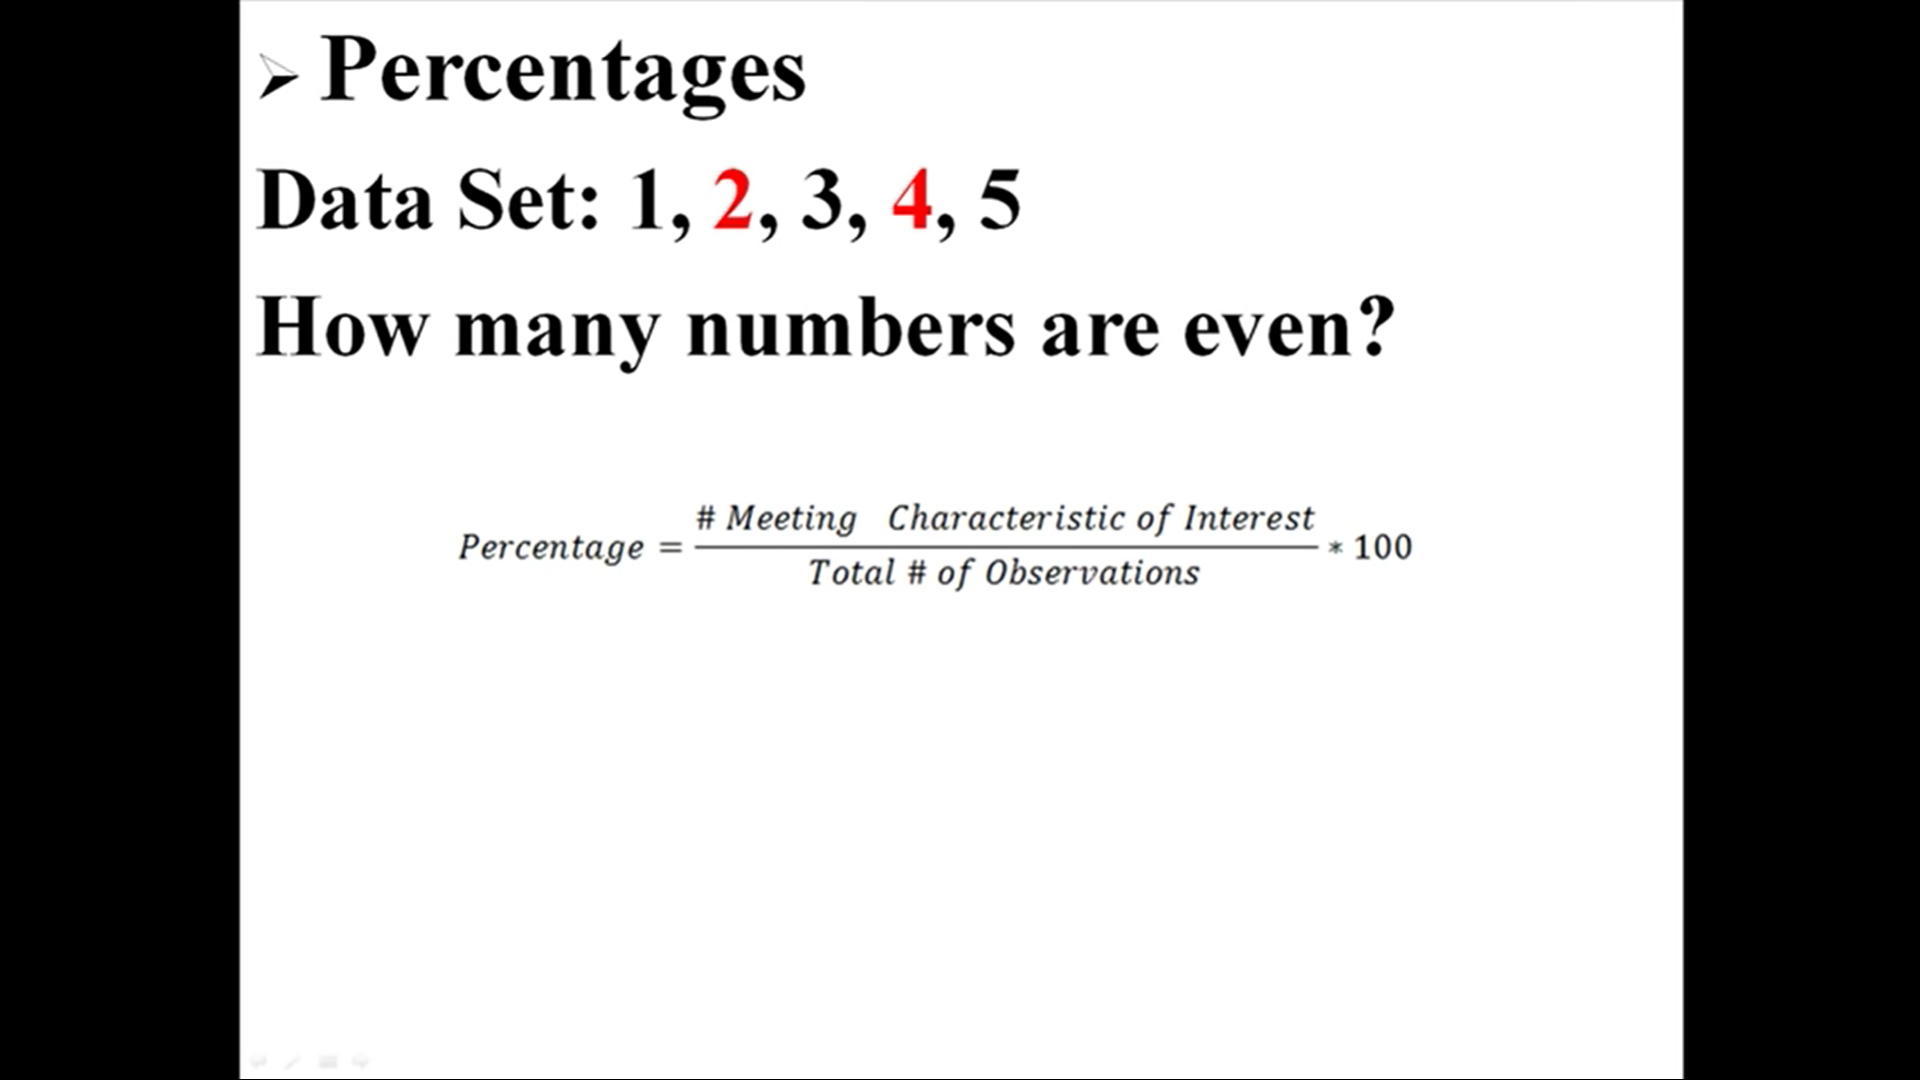 Percentages
Data Set: 1, 2, 3, 4, 5
How many numbers are even?
Percentage = # Meeting Characteristic of Interest / Total # of Observations * 100